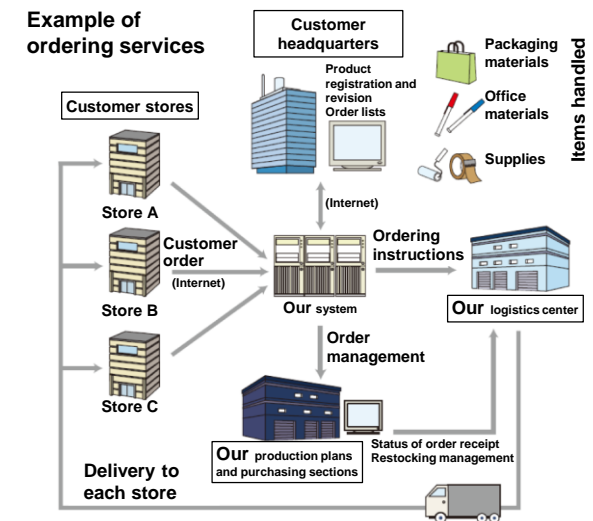 Example of
ordering services
Customer
headquarters
Product
registration and
revision
Order lists
Packaging
materials
Office
materials
Supplies
Items handled
Customer stores
Store A
Customer
order
(Internet)
Store B
Store C
(Internet)
Our system
Ordering
instructions
Our logistics center
Order
management
Our production plans
and purchasing sections
Status of order receipt
Restocking management
Delivery to
each store